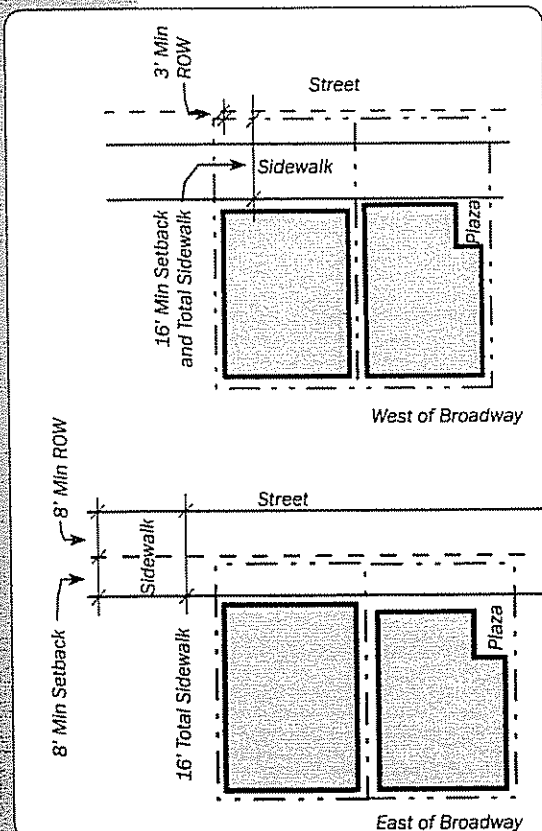 3' Min
ROW
Street
Sidewalk
16' Min Setback
and Total Sidewalk
Plaza
West of Broadway
8' Min ROW
8' Min Setback
Street
Sidewalk
16' Total Sidewalk
Plaza
East of Broadway